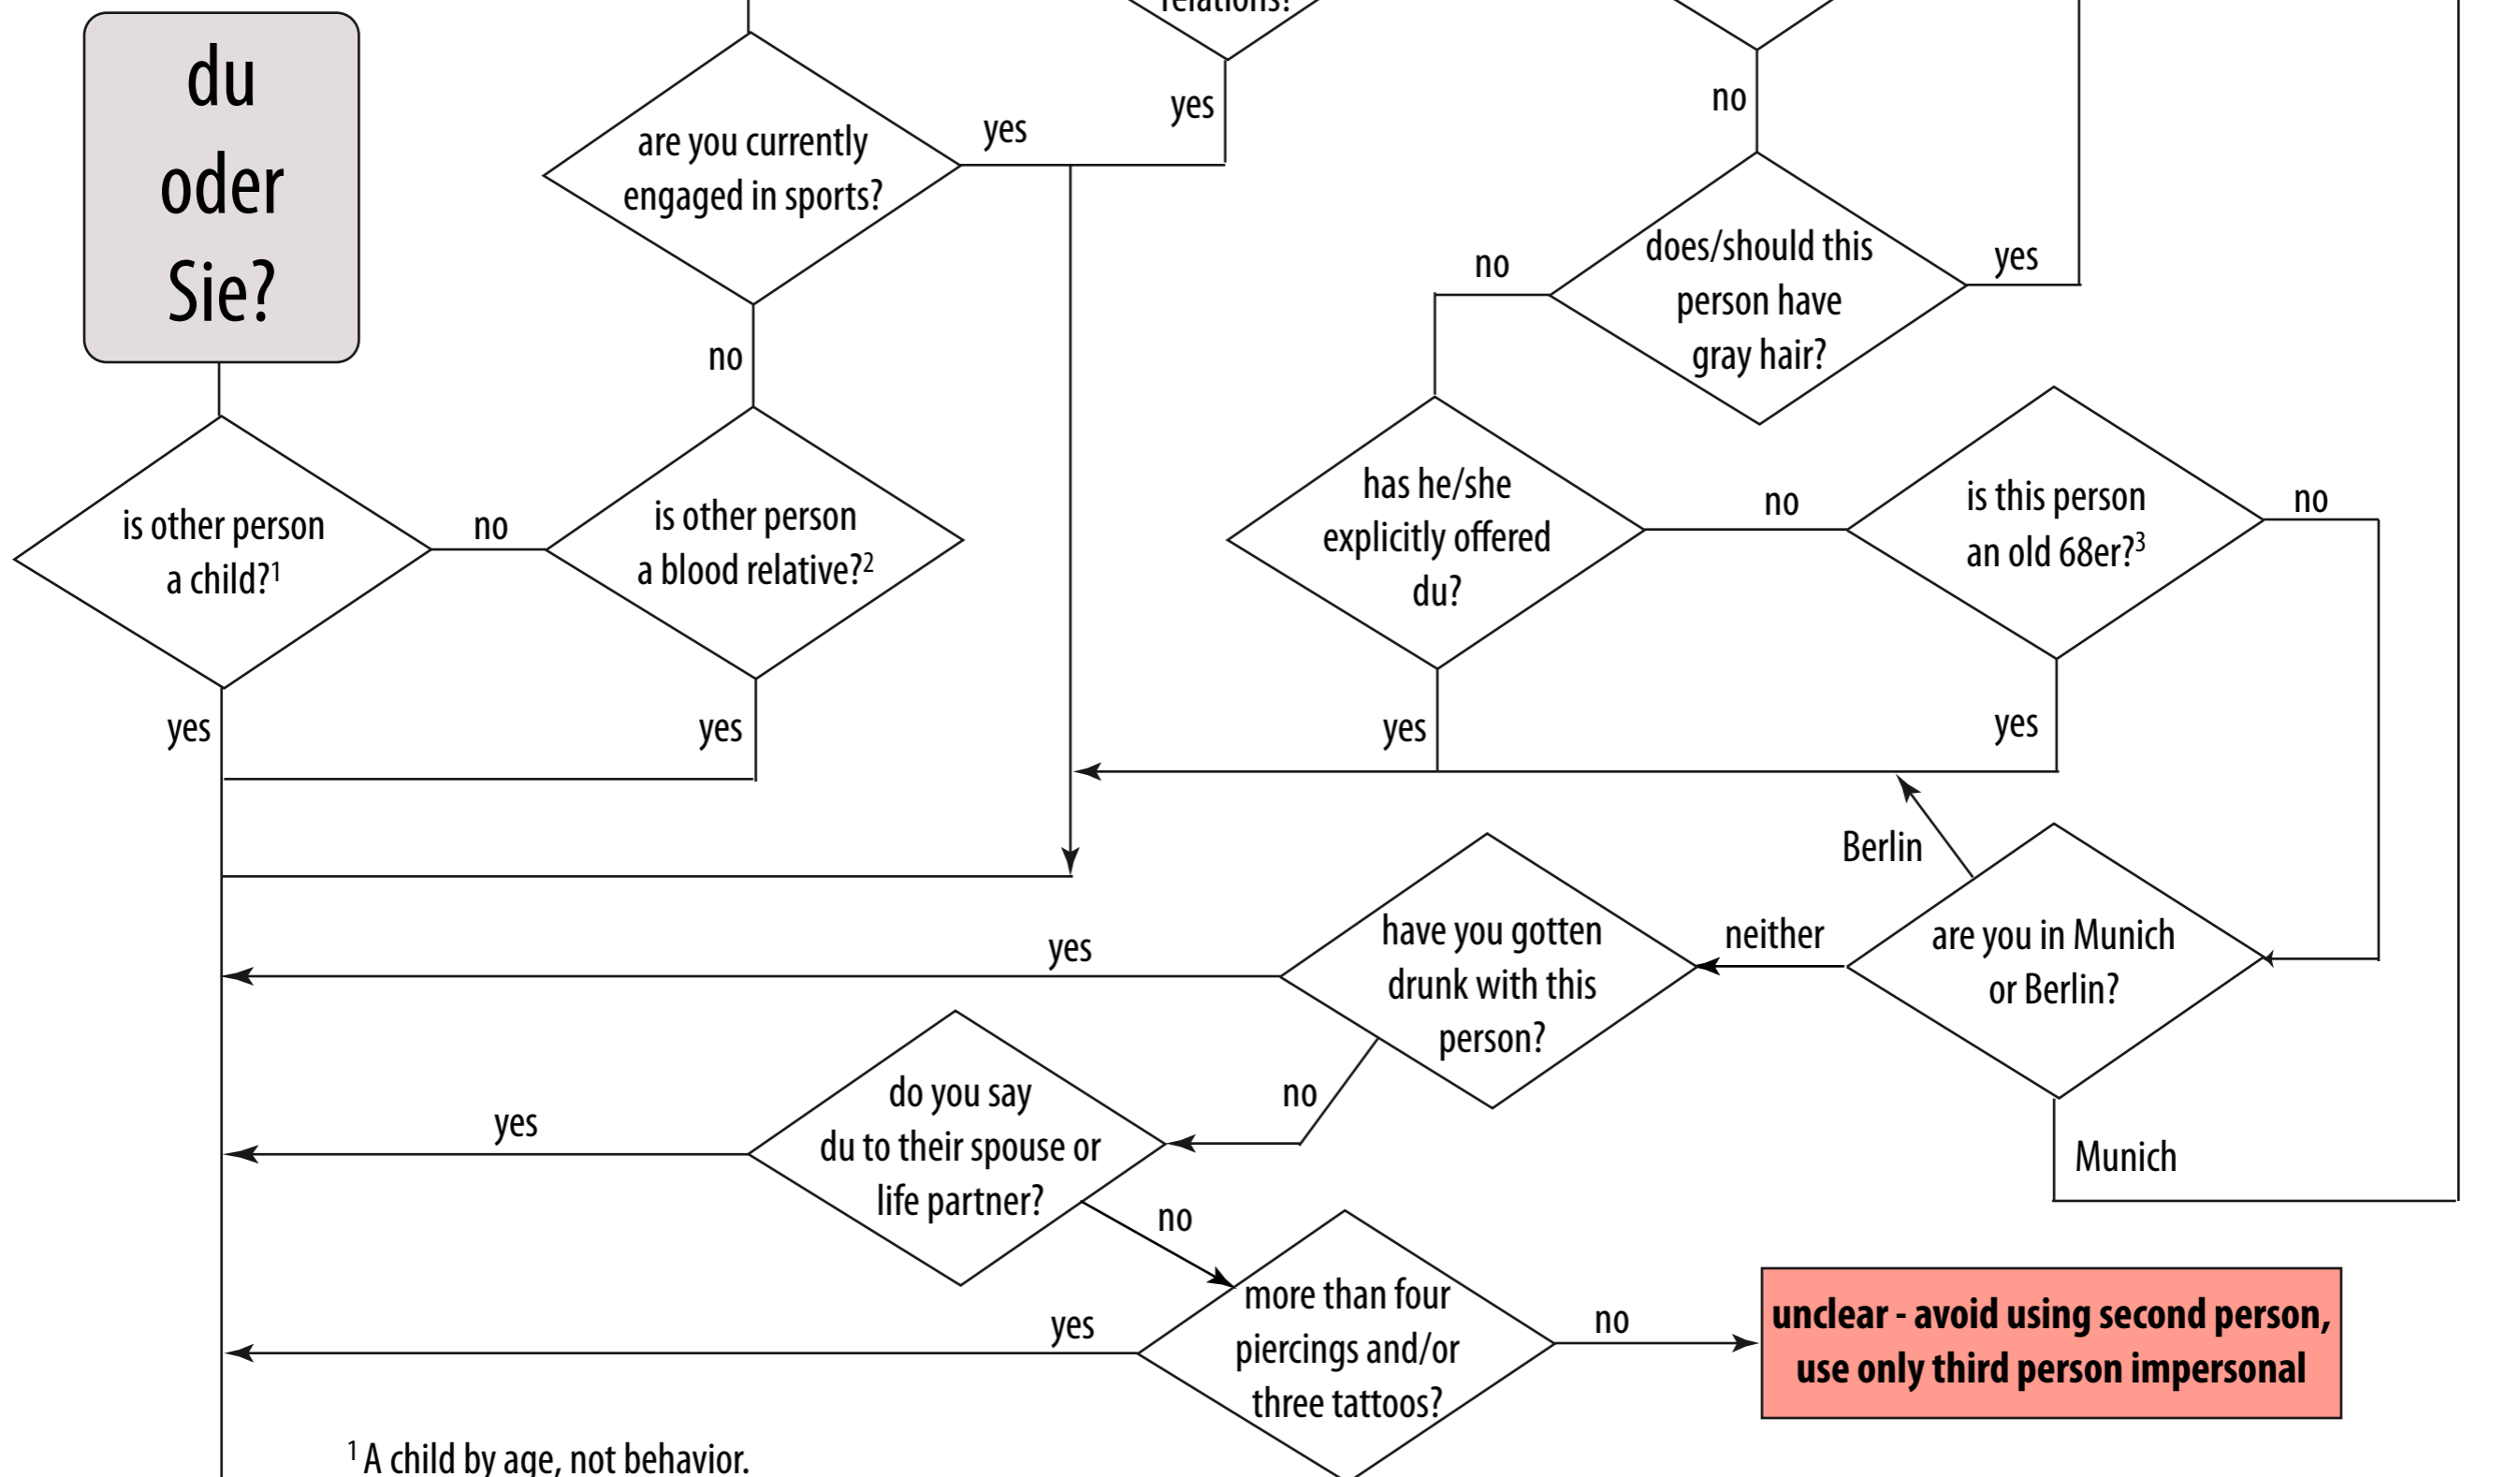 relations?
du
oder
Sie?
are you currently
engaged in sports?
yes
yes
no
no
does/should this
person have
gray hair?
no
yes
is other person
a child?¹
no
is other person
a blood relative?²
has he/she
explicitly offered
du?
no
is this person
an old 68er?³
no
yes
yes
yes
yes
Berlin
have you gotten
drunk with this
person?
neither
are you in Munich
or Berlin?
yes
no
do you say
du to their spouse or
life partner?
yes
Munich
no
more than four
piercings and/or
three tattoos?
yes
no
unclear - avoid using second person,
use only third person impersonal
¹ A child by age, not behavior.